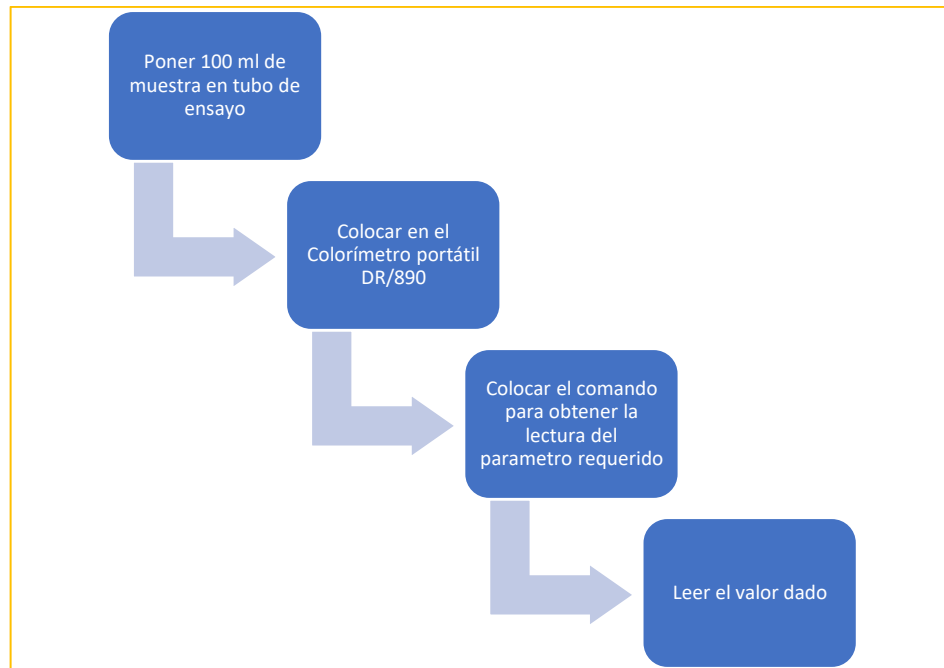 Poner 100 ml de
muestra en tubo de
ensayo
Colocar en el
Colorímetro portátil
DR/890
Colocar el comando
para obtener la
lectura del
parametro requerido
Leer el valor dado